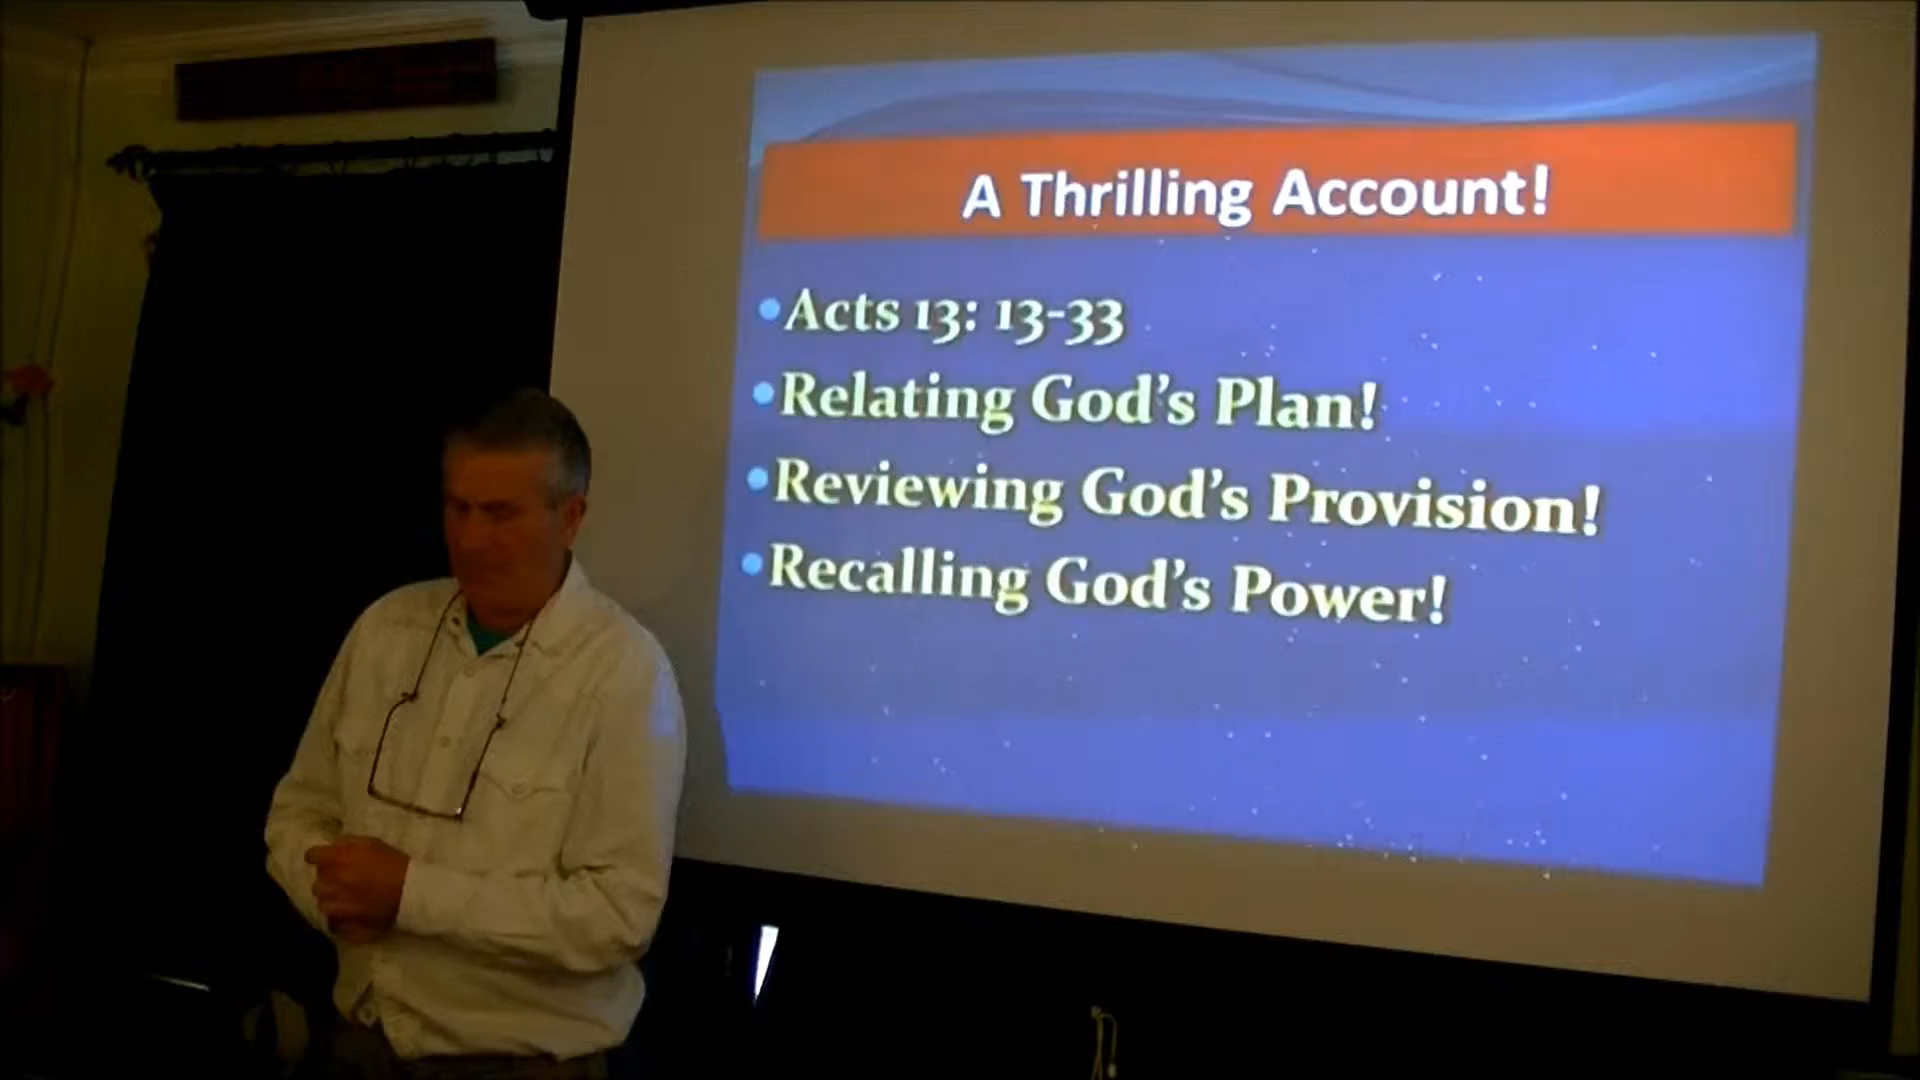 A Thrilling Account!
•Acts 13: 13-33
•Relating God's Plan!
•Reviewing God's Provision!
•Recalling God's Power!